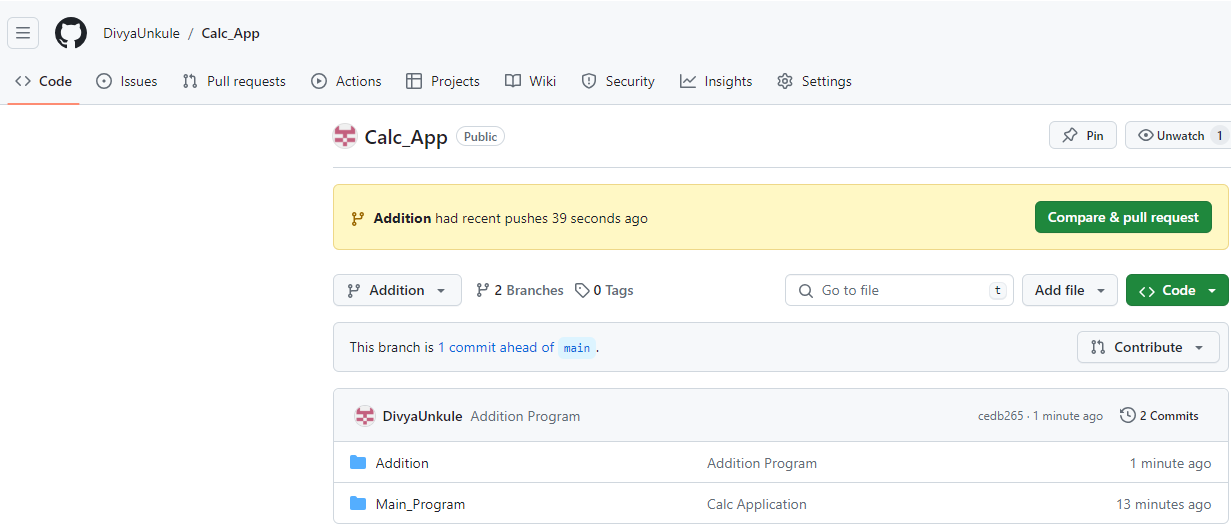 DivyaUnkule / Calc_App
Code Issues Pull requests Actions Projects Wiki Security Insights Settings
Calc_App Public Pin Unwatch 1
Addition had recent pushes 39 seconds ago Compare & pull request
Addition 2 Branches 0 Tags Go to file t Add file Code
This branch is 1 commit ahead of main . Contribute
DivyaUnkule Addition Program cedb265 · 1 minute ago 2 Commits
Addition Addition Program 1 minute ago
Main_Program Calc Application 13 minutes ago